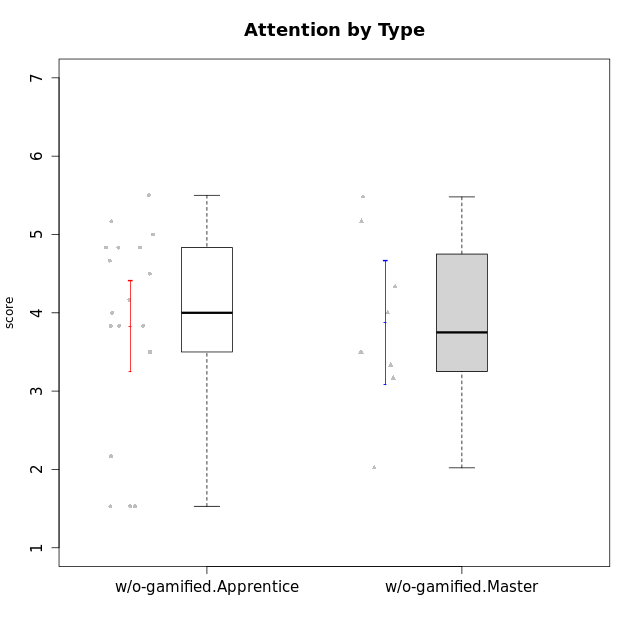 Attention by Type
7
6
5
4
3
2
1
score
w/o-gamified.Apprentice
w/o-gamified.Master